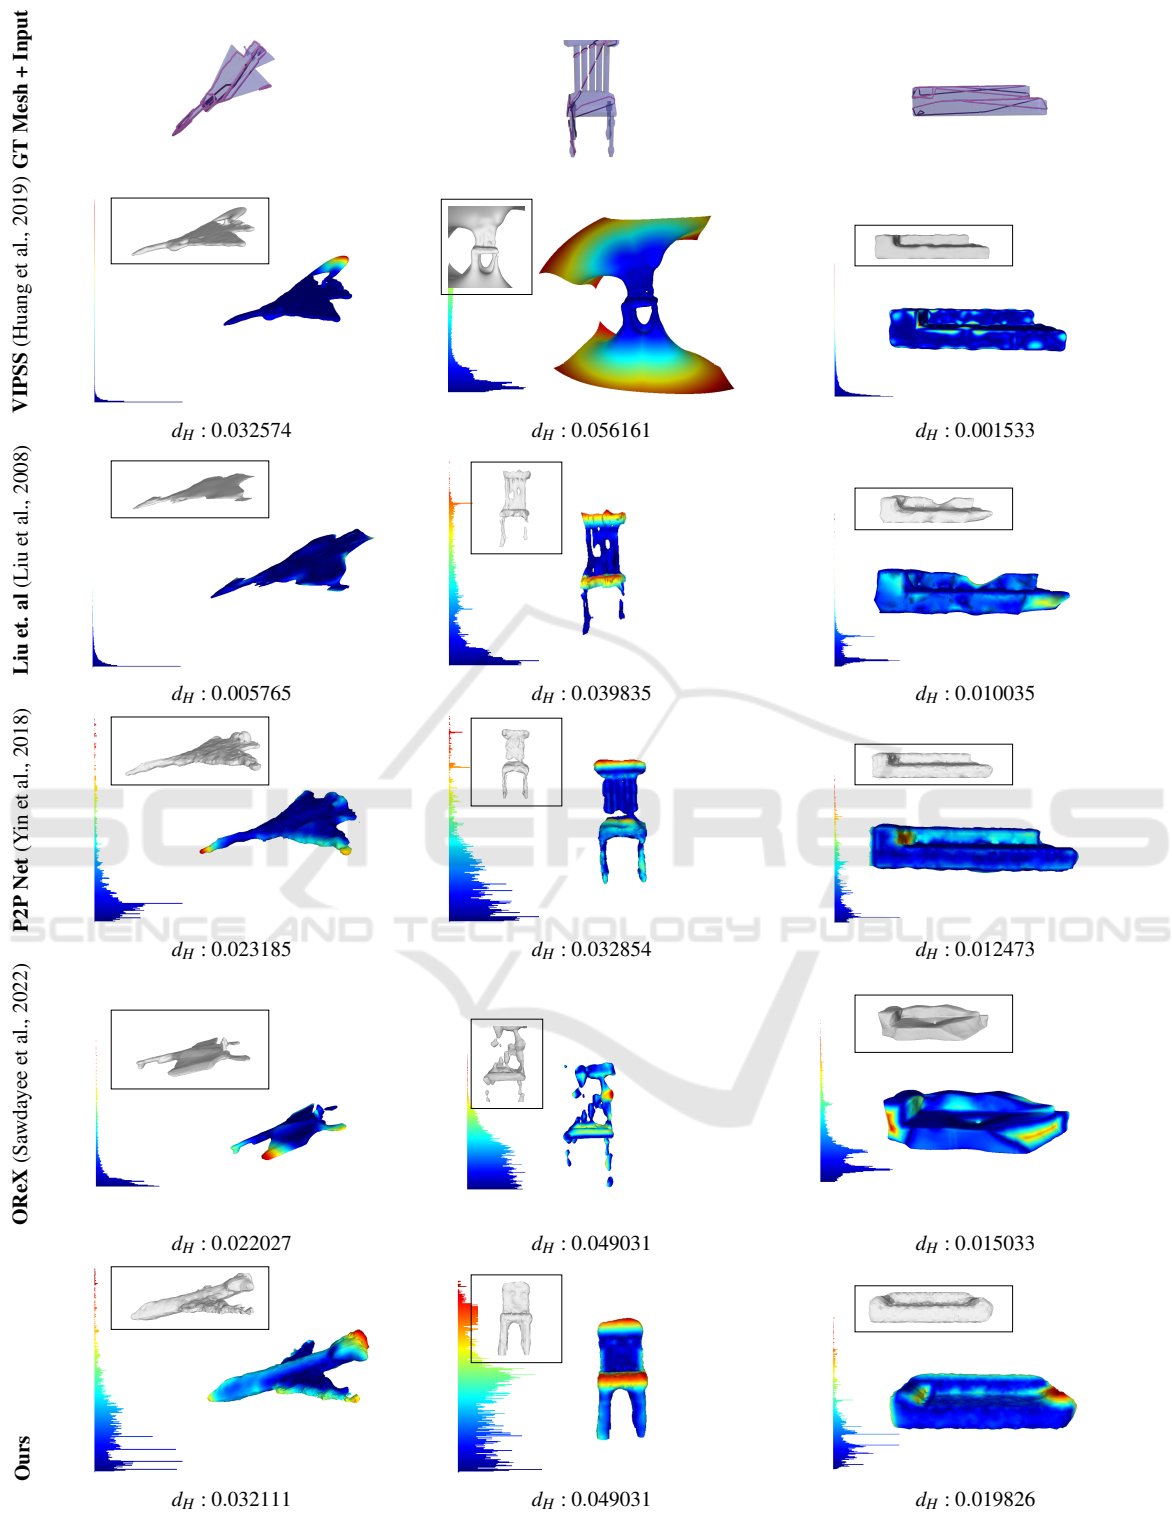 GT Mesh + Input
VIPSS (Huang et al., 2019)
d_H : 0.032574
d_H : 0.056161
d_H : 0.001533
Liu et. al (Liu et al., 2008)
d_H : 0.005765
d_H : 0.039835
d_H : 0.010035
P2P Net (Yin et al., 2018)
d_H : 0.023185
d_H : 0.032854
d_H : 0.012473
OReX (Sawdayee et al., 2022)
d_H : 0.022027
d_H : 0.049031
d_H : 0.015033
Ours
d_H : 0.032111
d_H : 0.049031
d_H : 0.019826
SCITEPRESS
SCIENCE AND TECHNOLOGY PUBLICATIONS